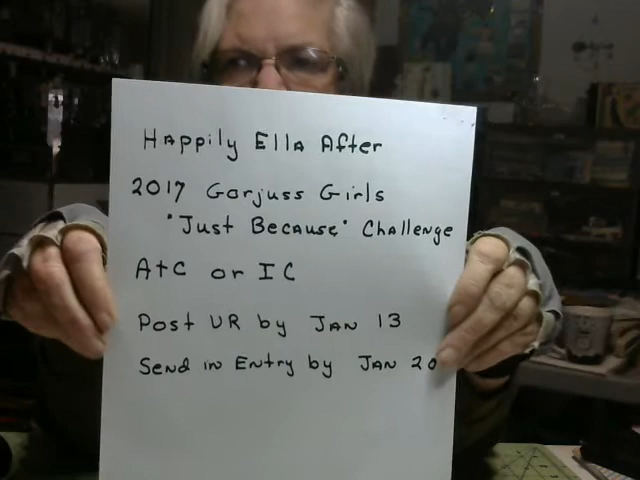 Happily Ella After
2017 Gorjuss Girls
"Just Because" Challenge
AtC or IC
Post UR by Jan 13
Send in Entry by Jan 20